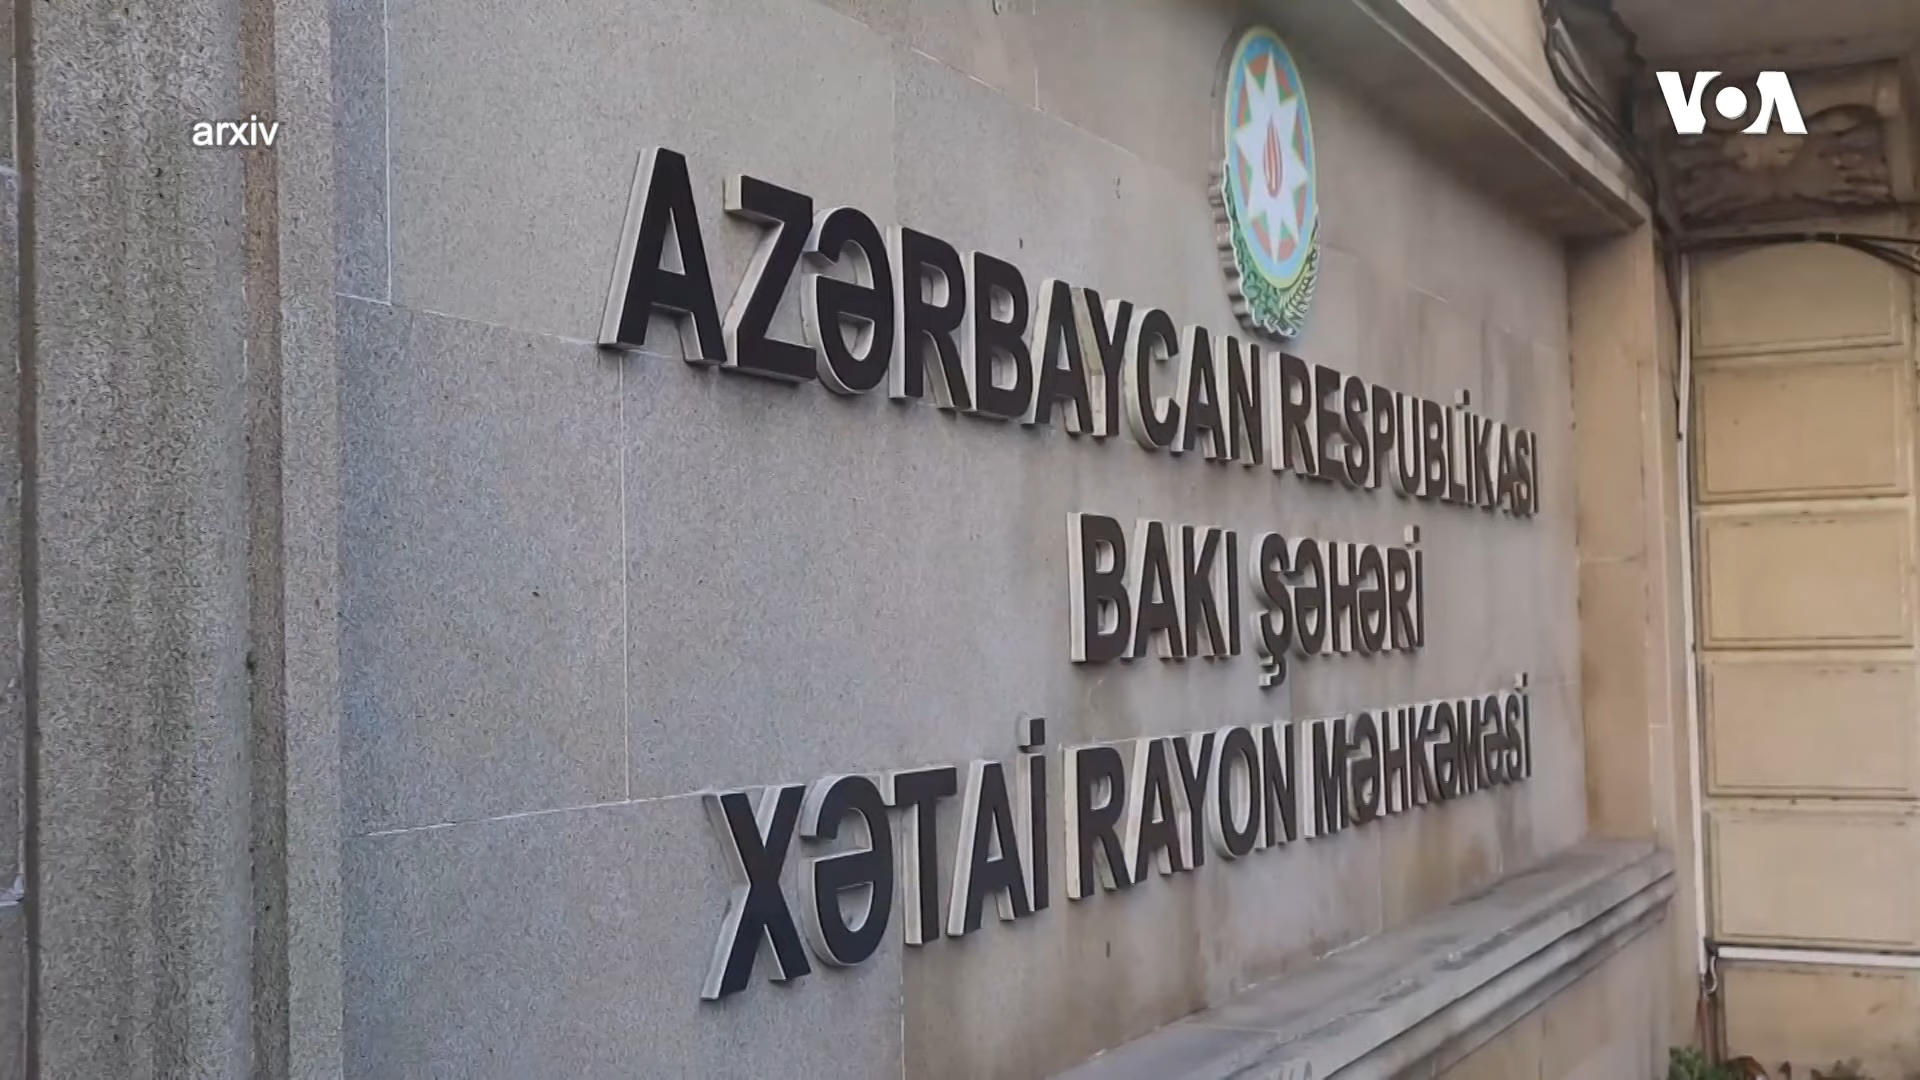 arxiv
VOA
AZƏRBAYCAN RESPUBLİKASI
BAKI ŞƏHƏRİ
XƏTAİ RAYON MƏHKƏMƏSİ